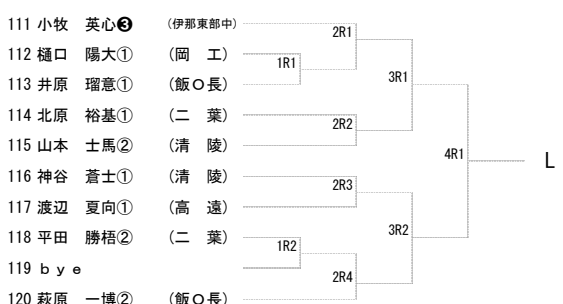 111 小牧　英心❸　(伊那東部中)
2R1
112 樋口　陽大①　(岡　工)
1R1
113 井原　瑠意①　(飯O長)
3R1
114 北原　裕基①　(二　葉)
2R2
115 山本　士馬②　(清　陵)
4R1
L
116 神谷　蒼士①　(清　陵)
2R3
117 渡辺　夏向①　(高　遠)
3R2
118 平田　勝梧②　(二　葉)
1R2
119 ｂｙｅ
2R4
120 萩原　一博②　(飯O長)